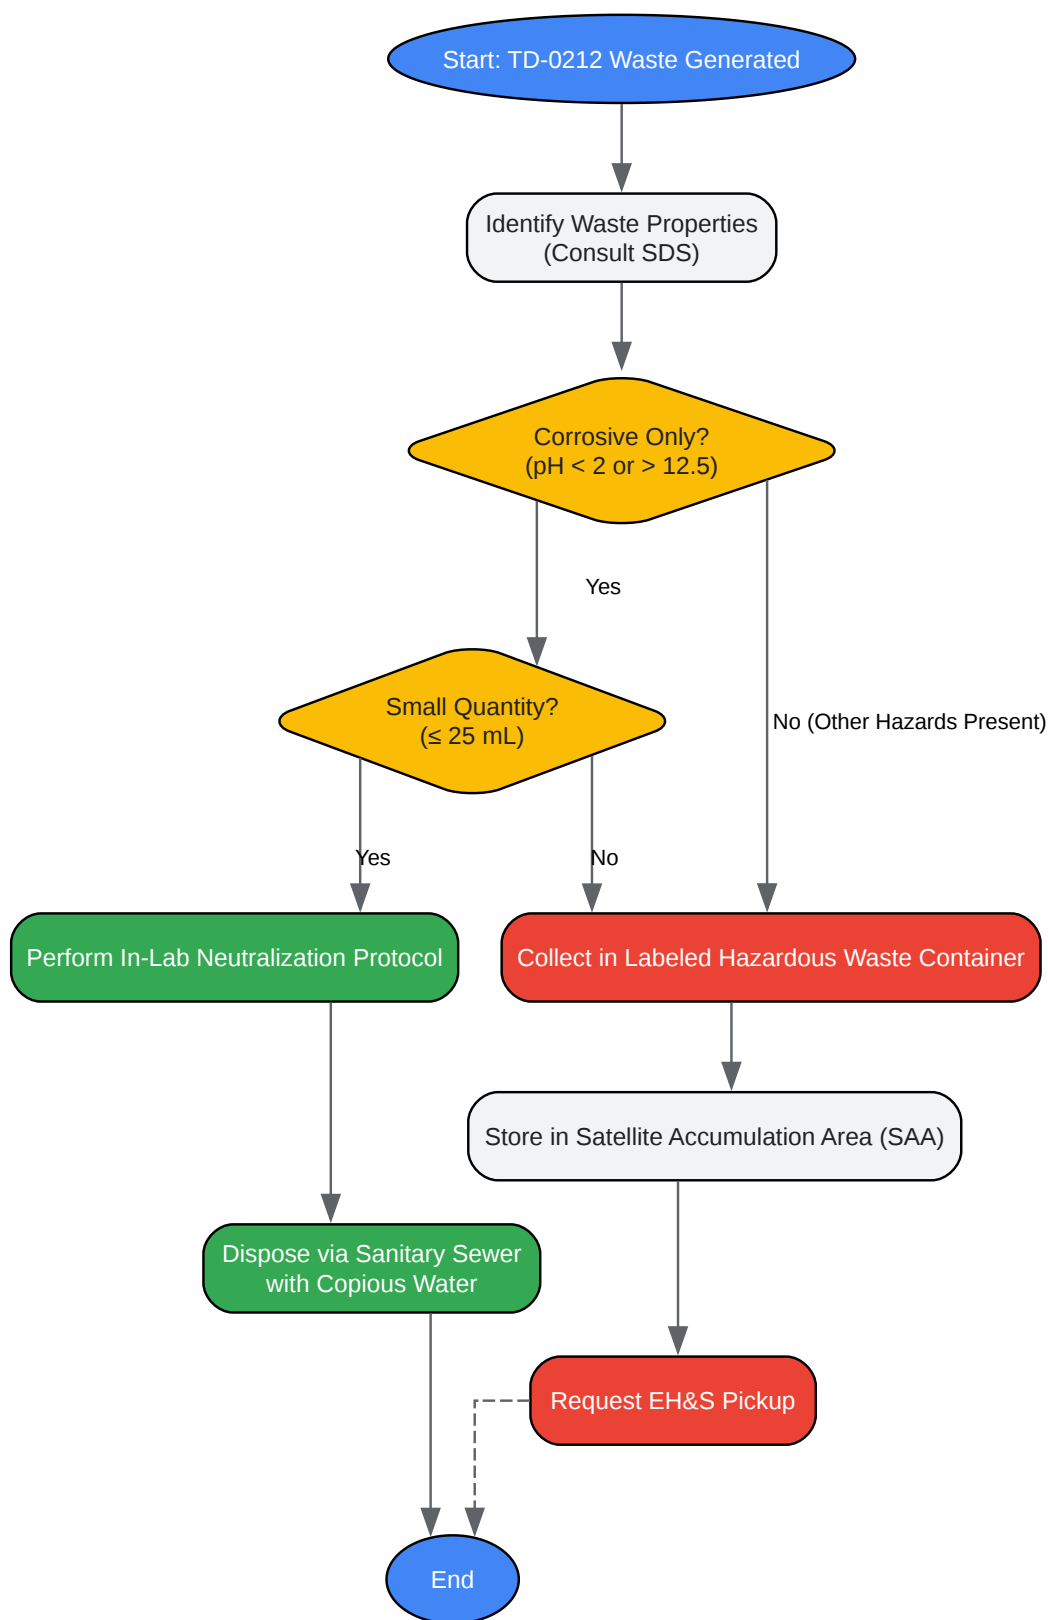 Start: TD-0212 Waste Generated
Identify Waste Properties
(Consult SDS)
Corrosive Only?
(pH < 2 or > 12.5)
Yes
Small Quantity?
(≤ 25 mL)
No (Other Hazards Present)
Yes
No
Perform In-Lab Neutralization Protocol
Collect in Labeled Hazardous Waste Container
Store in Satellite Accumulation Area (SAA)
Dispose via Sanitary Sewer
with Copious Water
Request EH&S Pickup
End